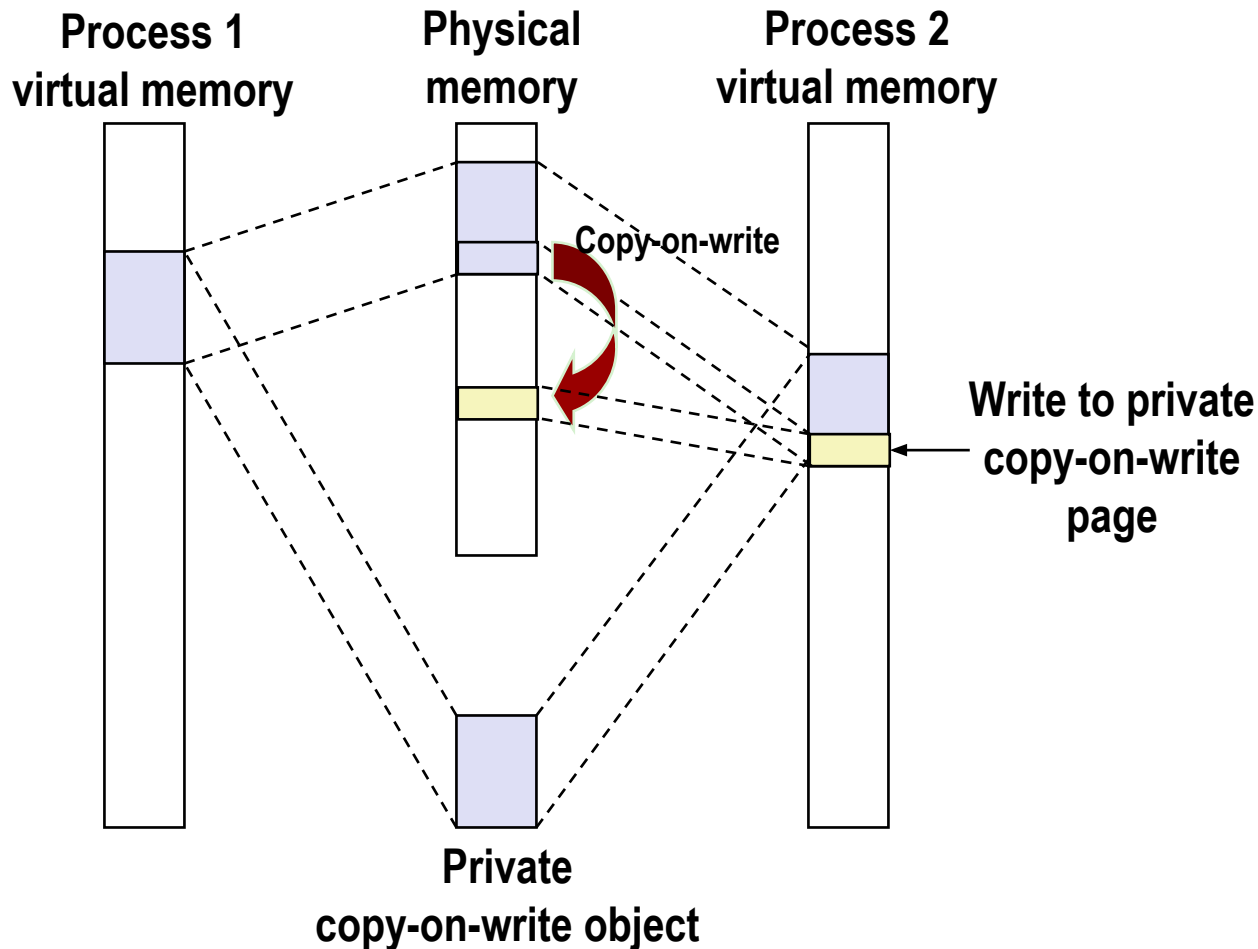 Process 1
virtual memory
Physical
memory
Process 2
virtual memory
Copy-on-write
Write to private
copy-on-write
page
Private
copy-on-write object